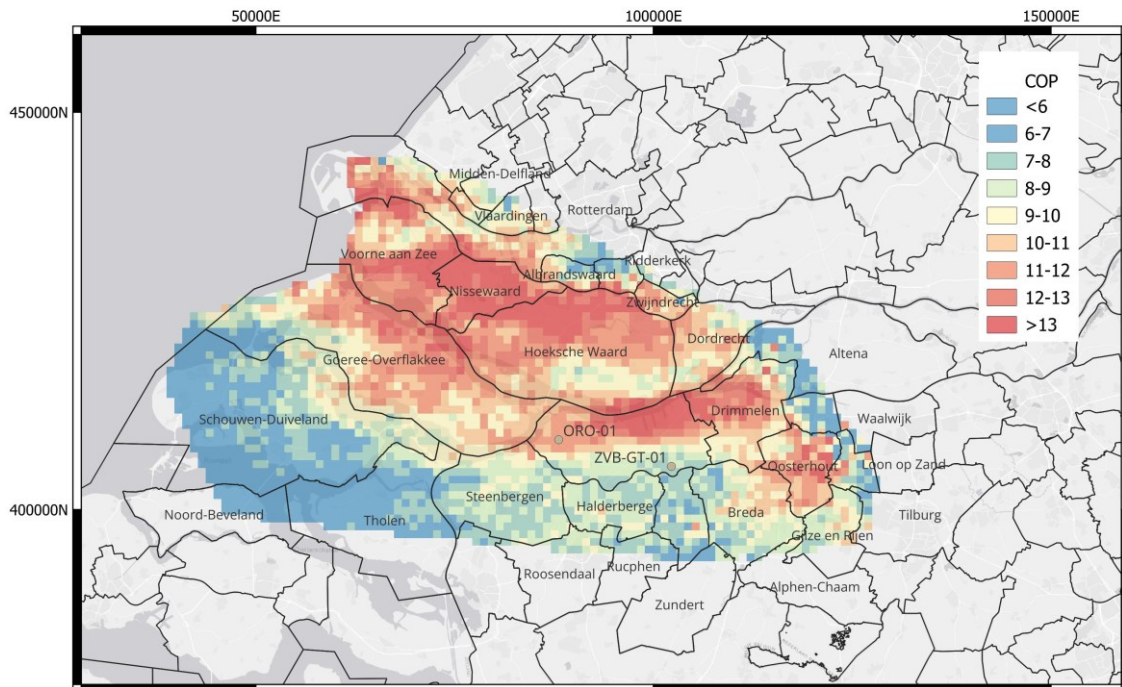 50000E
100000E
150000E
450000N
400000N
COP
<6
6-7
7-8
8-9
9-10
10-11
11-12
12-13
>13
Midden-Delfland
Vlaardingen
Rotterdam
Voorne aan Zee
Albrandswaard
Ridderkerk
Nissewaard
Zwijndrecht
Dordrecht
Hoeksche Waard
Goeree-Overflakkee
Altena
Schouwen-Duiveland
Drimmelen
Waalwijk
ORO-01
ZVB-GT-01
Oosterhout
Loon op Zand
Steenbergen
Halderberge
Breda
Noord-Beveland
Tholen
Tilburg
Gilze en Rijen
Roosendaal
Rucphen
Alphen-Chaam
Zundert